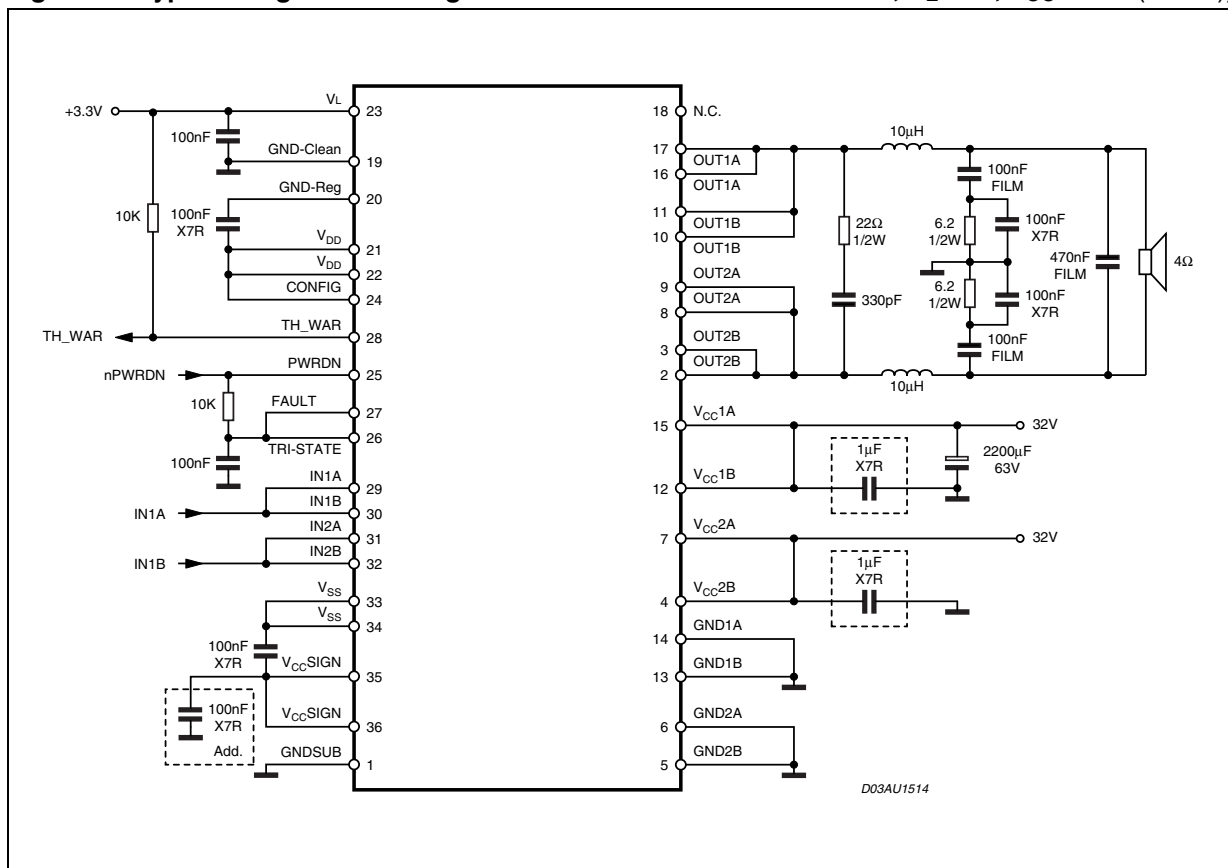 +3.3V
100nF
10K
100nF
X7R
TH_WAR
nPWRDN
10K
100nF
IN1A
IN1B
100nF
X7R
100nF
X7R
Add.
VL
23
GND-Clean
19
GND-Reg
20
VDD
21
VDD
22
CONFIG
24
TH_WAR
28
PWRDN
25
FAULT
27
26
TRI-STATE
IN1A
29
IN1B
30
IN2A
31
IN2B
32
VSS
33
VSS
34
VCCSIGN
35
VCCSIGN
36
GNDSUB
1
18 N.C.
17
OUT1A
16
OUT1A
11
OUT1B
10
OUT1B
OUT2A
9
OUT2A
8
OUT2B
3
OUT2B
2
15 VCC1A
12 VCC1B
7 VCC2A
4 VCC2B
14 GND1A
13 GND1B
6 GND2A
5 GND2B
10μH
22Ω
1/2W
330pF
100nF
FILM
6.2
1/2W
100nF
X7R
6.2
1/2W
100nF
X7R
100nF
FILM
470nF
FILM
4Ω
10μH
32V
1μF
X7R
2200μF
63V
32V
1μF
X7R
D03AU1514